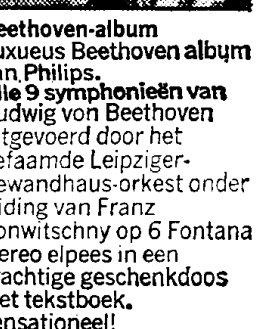 eethoven-album
uxueus Beethoven album
an Philips.
lle 9 symphonieën van
udwig von Beethoven
itgevoerd door het
efaamde Leipziger-
ewandhaus-orkest onder
iding van Franz
onwitschny op 6 Fontana
ereo elpees in een
rachtige geschenkdoos
et tekstboek.
ensationeel!